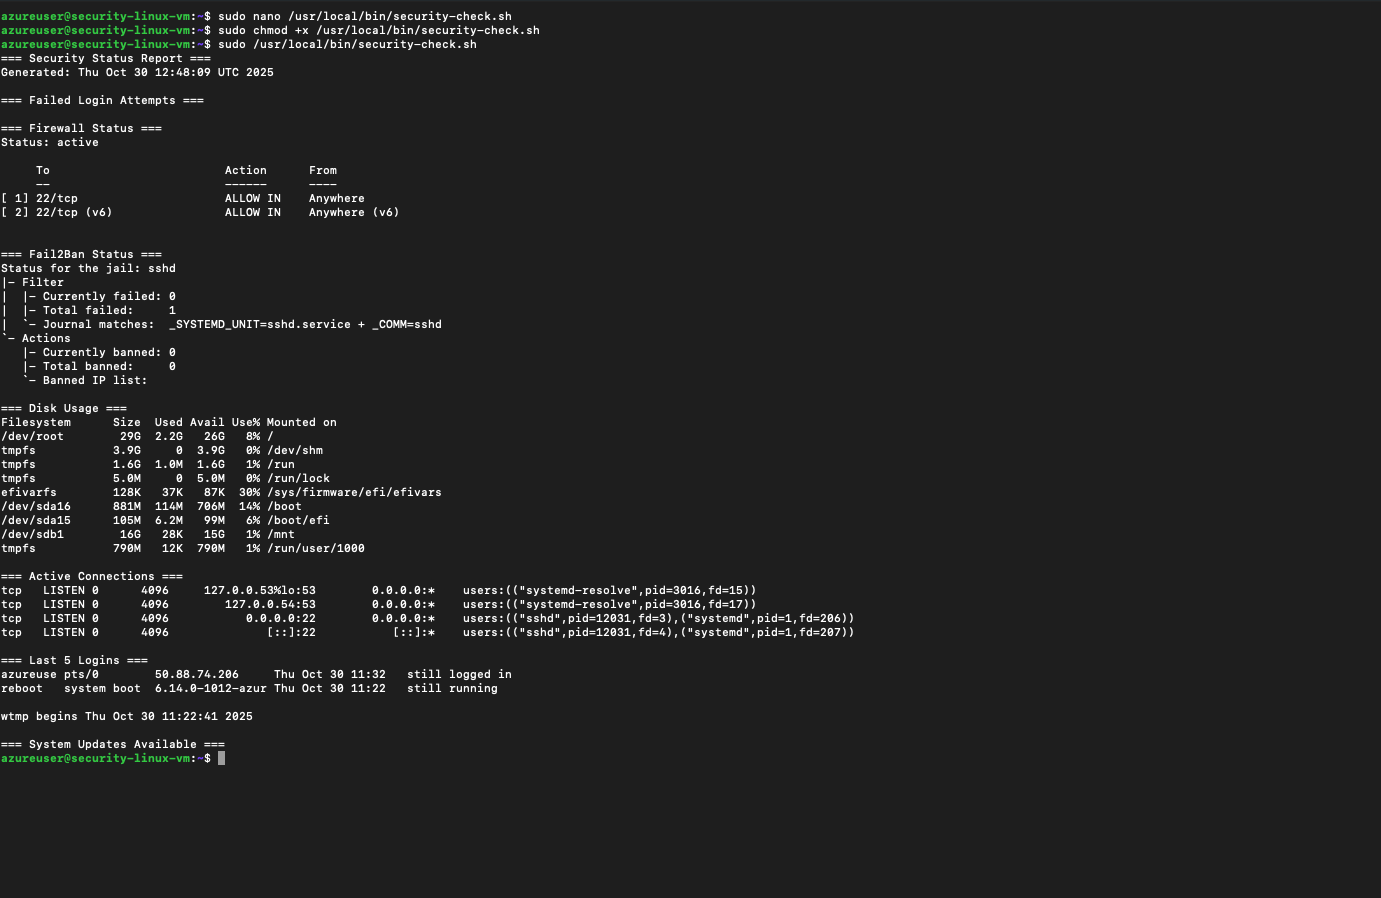 azureuser@security-linux-vm:~$ sudo nano /usr/local/bin/security-check.sh
azureuser@security-linux-vm:~$ sudo chmod +x /usr/local/bin/security-check.sh
azureuser@security-linux-vm:~$ sudo /usr/local/bin/security-check.sh
=== Security Status Report ===
Generated: Thu Oct 30 12:48:09 UTC 2025

=== Failed Login Attempts ===

=== Firewall Status ===
Status: active

     To                         Action      From
     --                         ------      ----
[ 1] 22/tcp                     ALLOW IN    Anywhere
[ 2] 22/tcp (v6)                ALLOW IN    Anywhere (v6)


=== Fail2Ban Status ===
Status for the jail: sshd
|- Filter
|  |- Currently failed: 0
|  |- Total failed:     1
|  `- Journal matches:  _SYSTEMD_UNIT=sshd.service + _COMM=sshd
`- Actions
   |- Currently banned: 0
   |- Total banned:     0
   `- Banned IP list:

=== Disk Usage ===
Filesystem      Size  Used Avail Use% Mounted on
/dev/root        29G  2.2G   26G   8% /
tmpfs           3.9G     0  3.9G   0% /dev/shm
tmpfs           1.6G  1.0M  1.6G   1% /run
tmpfs           5.0M     0  5.0M   0% /run/lock
efivarfs        128K   37K   87K  30% /sys/firmware/efi/efivars
/dev/sda16      881M  114M  706M  14% /boot
/dev/sda15      105M  6.2M   99M   6% /boot/efi
/dev/sdb1        16G   28K   15G   1% /mnt
tmpfs           790M   12K  790M   1% /run/user/1000

=== Active Connections ===
tcp   LISTEN 0      4096     127.0.0.53%lo:53        0.0.0.0:*    users:(("systemd-resolve",pid=3016,fd=15))
tcp   LISTEN 0      4096        127.0.0.54:53        0.0.0.0:*    users:(("systemd-resolve",pid=3016,fd=17))
tcp   LISTEN 0      4096           0.0.0.0:22        0.0.0.0:*    users:(("sshd",pid=12031,fd=3),("systemd",pid=1,fd=206))
tcp   LISTEN 0      4096              [::]:22           [::]:*    users:(("sshd",pid=12031,fd=4),("systemd",pid=1,fd=207))

=== Last 5 Logins ===
azureuse pts/0        50.88.74.206     Thu Oct 30 11:32   still logged in
reboot   system boot  6.14.0-1012-azur Thu Oct 30 11:22   still running

wtmp begins Thu Oct 30 11:22:41 2025

=== System Updates Available ===
azureuser@security-linux-vm:~$